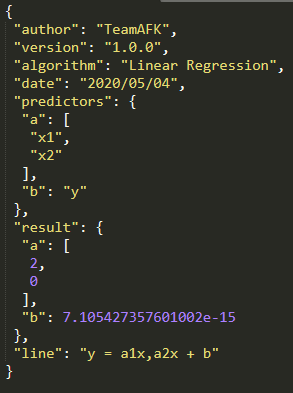 {
"author": "TeamAFK",
"version": "1.0.0",
"algorithm": "Linear Regression",
"date": "2020/05/04",
"predictors": {
"a": [
"x1",
"x2"
],
"b": "y"
},
"result": {
"a": [
2,
0
],
"b": 7.105427357601002e-15
},
"line": "y = a1x,a2x + b"
}